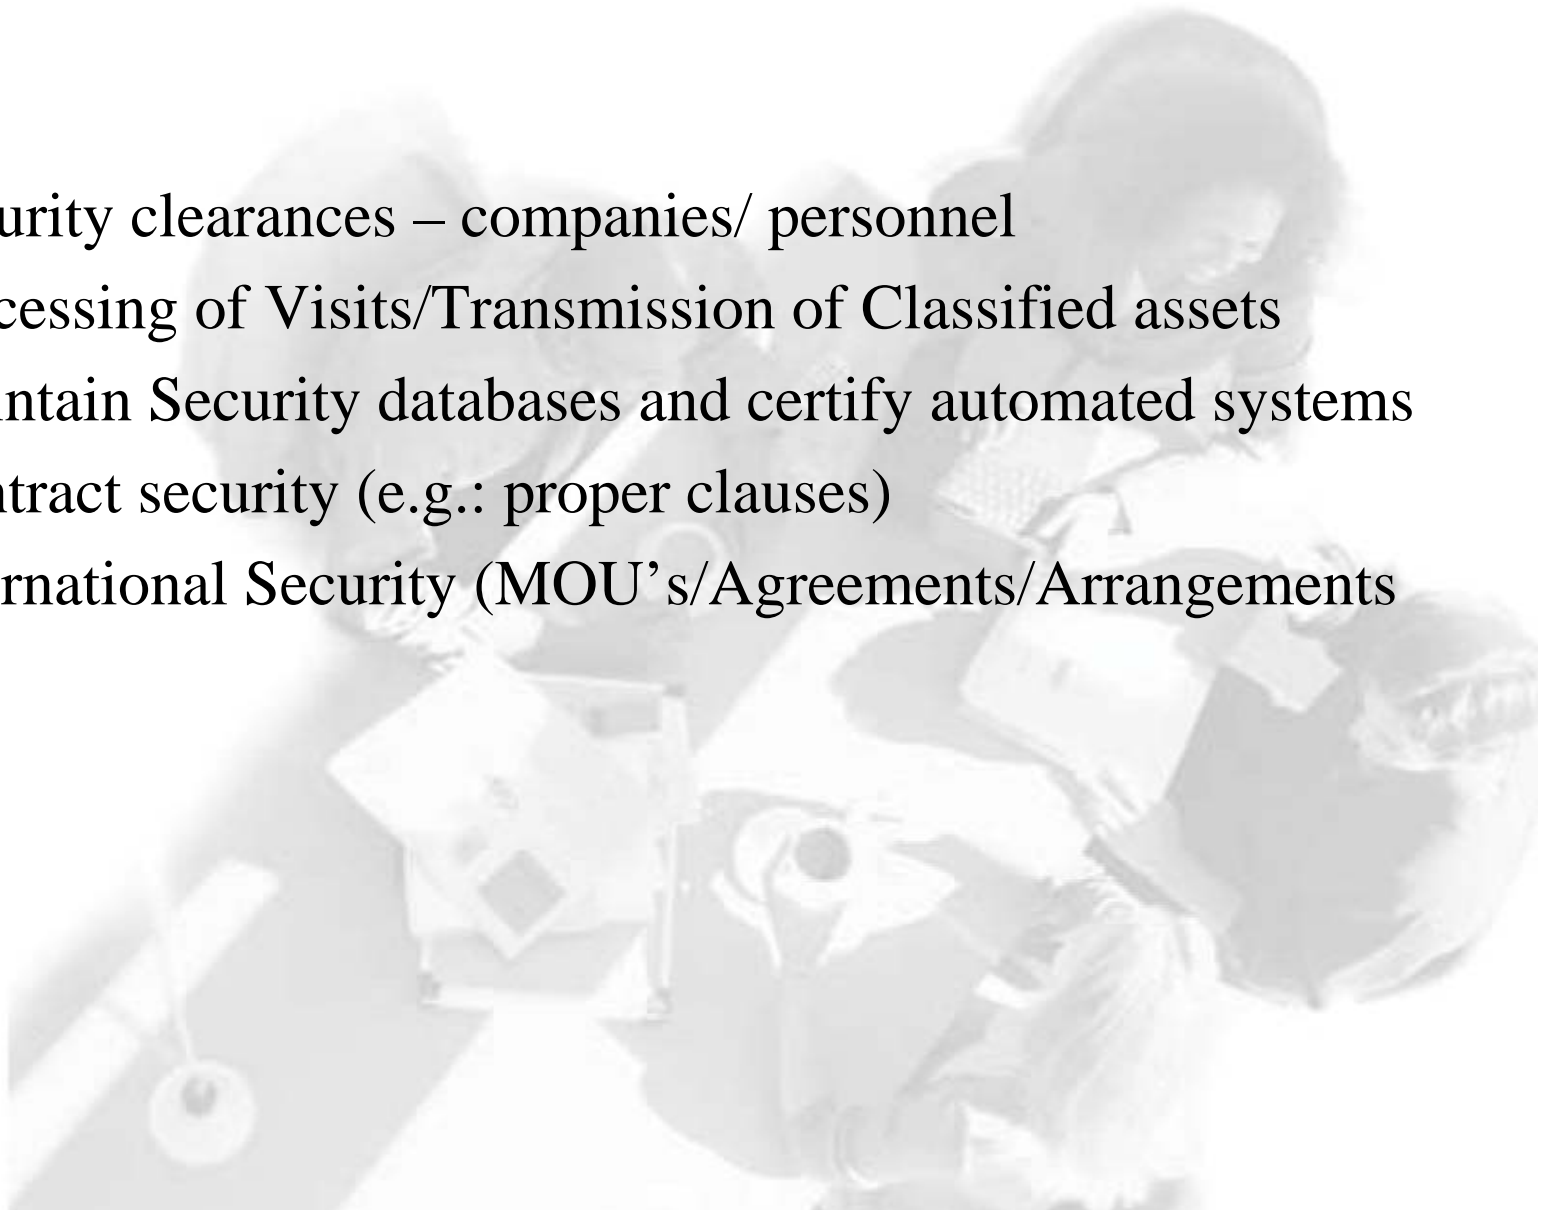 urity clearances – companies/ personnel
cessing of Visits/Transmission of Classified assets
ntain Security databases and certify automated systems
ntract security (e.g.: proper clauses)
rnational Security (MOU’s/Agreements/Arrangements